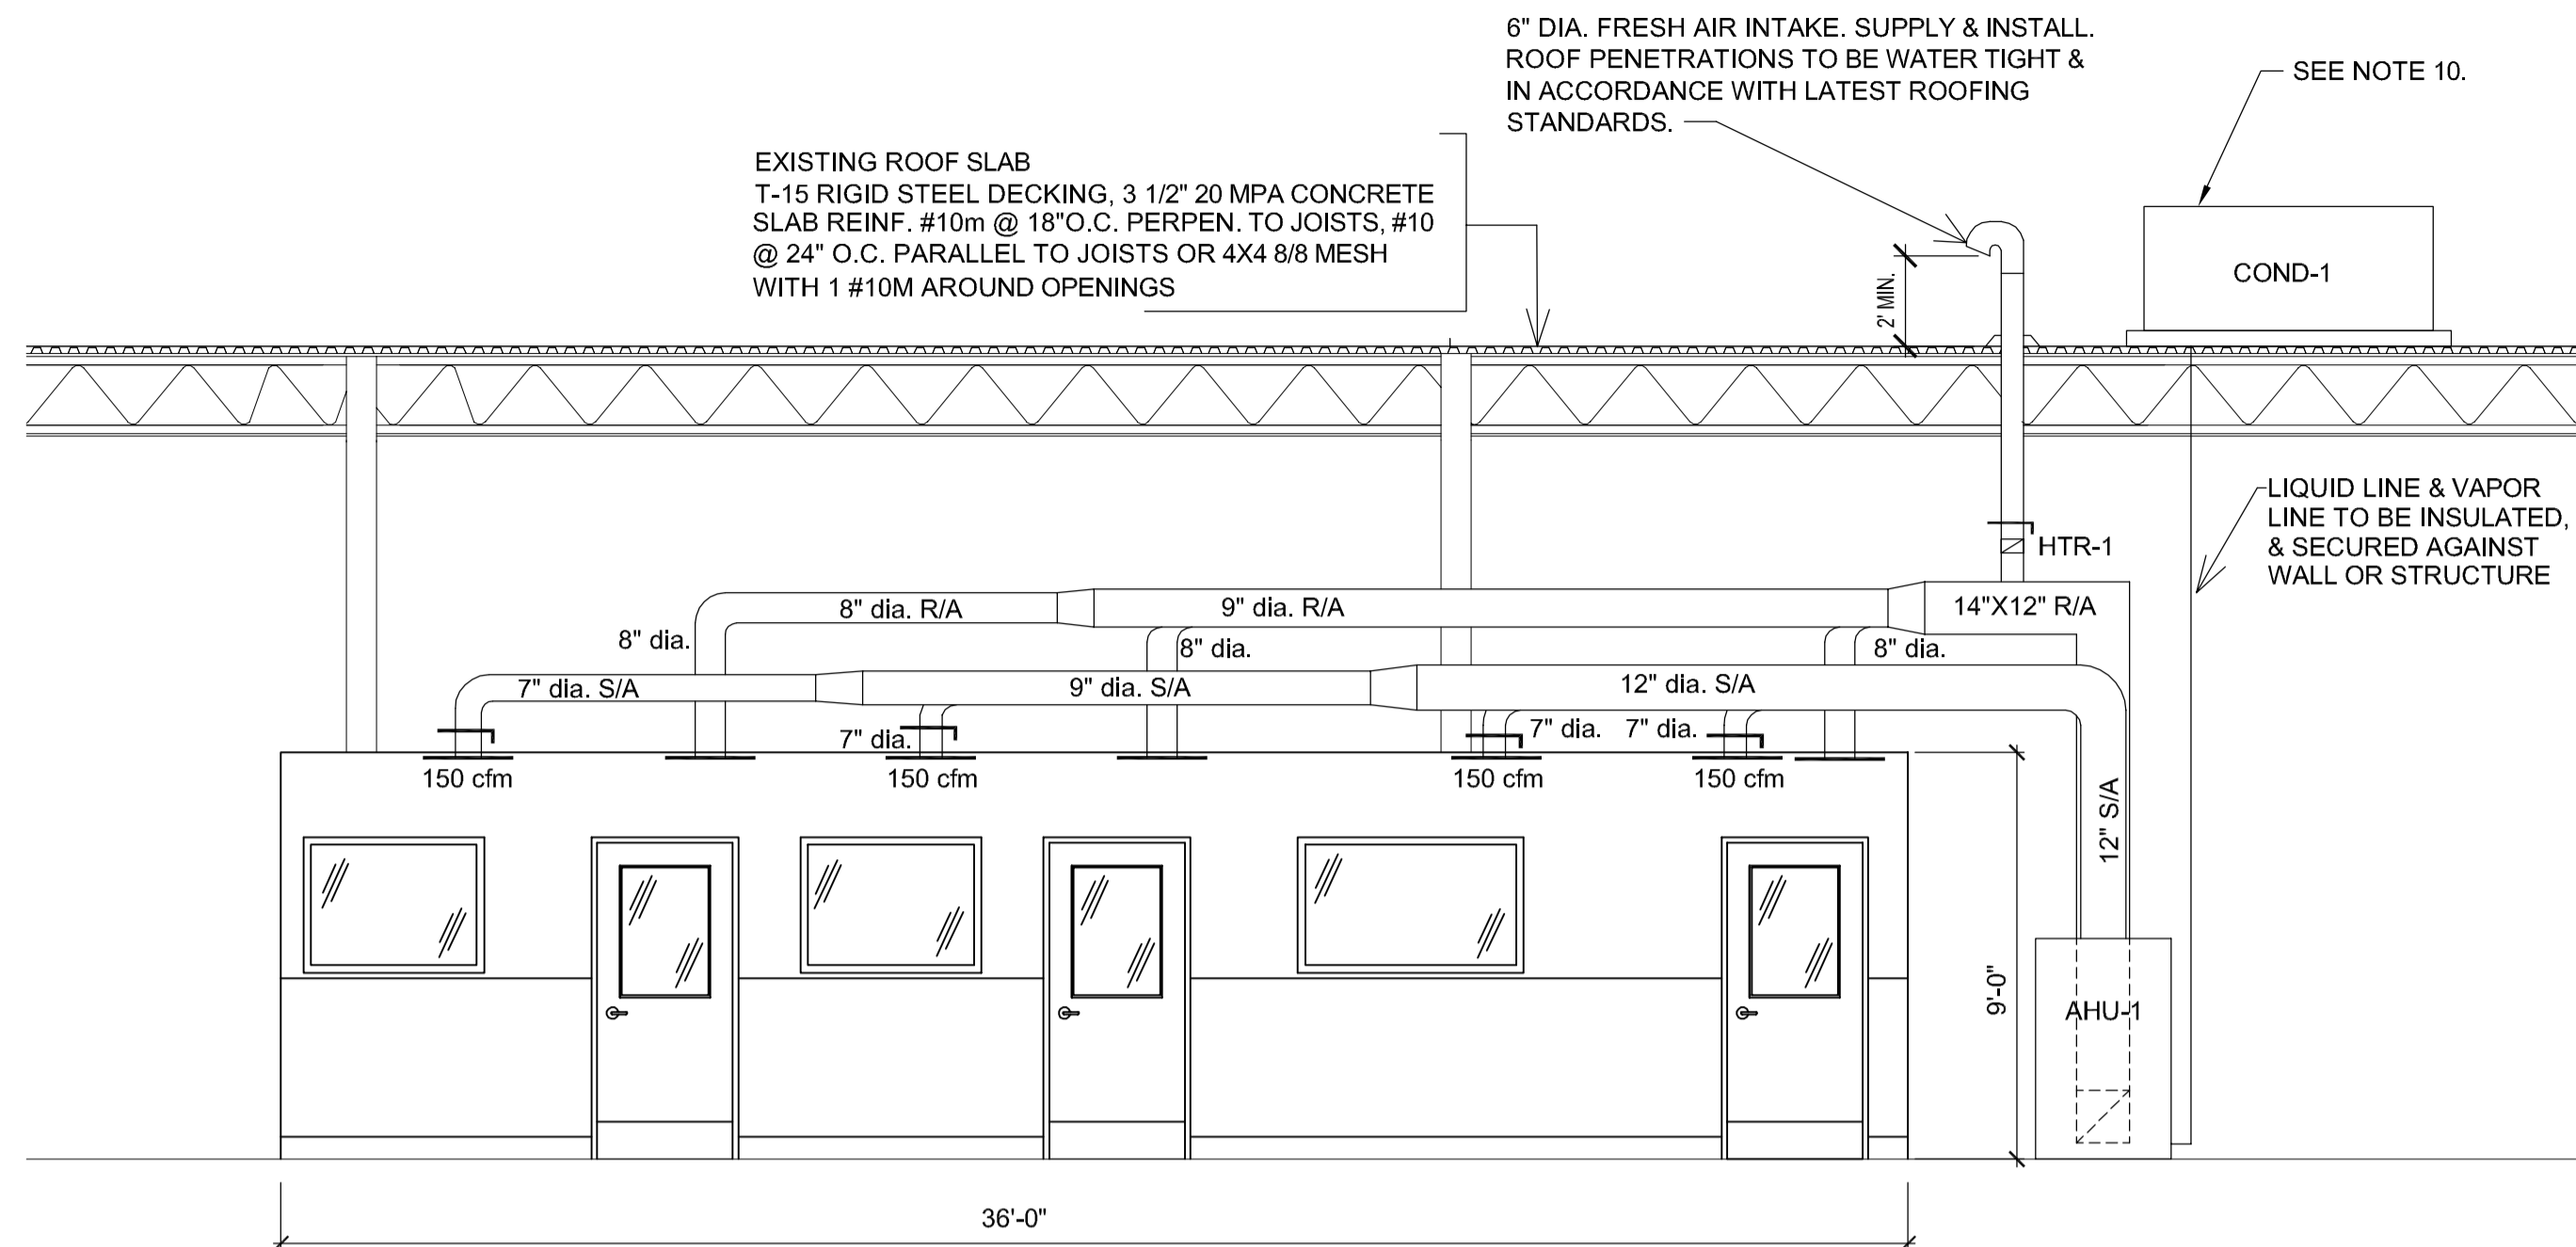 6" DIA. FRESH AIR INTAKE. SUPPLY & INSTALL.
ROOF PENETRATIONS TO BE WATER TIGHT &
IN ACCORDANCE WITH LATEST ROOFING
STANDARDS.
SEE NOTE 10.
EXISTING ROOF SLAB
T-15 RIGID STEEL DECKING, 3 1/2" 20 MPA CONCRETE
SLAB REINF. #10m @ 18"O.C. PERPEN. TO JOISTS, #10
@ 24" O.C. PARALLEL TO JOISTS OR 4X4 8/8 MESH
WITH 1 #10M AROUND OPENINGS
COND-1
2' MIN.
LIQUID LINE & VAPOR
LINE TO BE INSULATED,
& SECURED AGAINST
WALL OR STRUCTURE
HTR-1
8" dia. R/A
9" dia. R/A
14"X12" R/A
8" dia.
8" dia.
8" dia.
7" dia. S/A
9" dia. S/A
12" dia. S/A
7" dia.
7" dia.
7" dia.
150 cfm
150 cfm
150 cfm
150 cfm
12" S/A
9'-0"
AHU-1
36'-0"